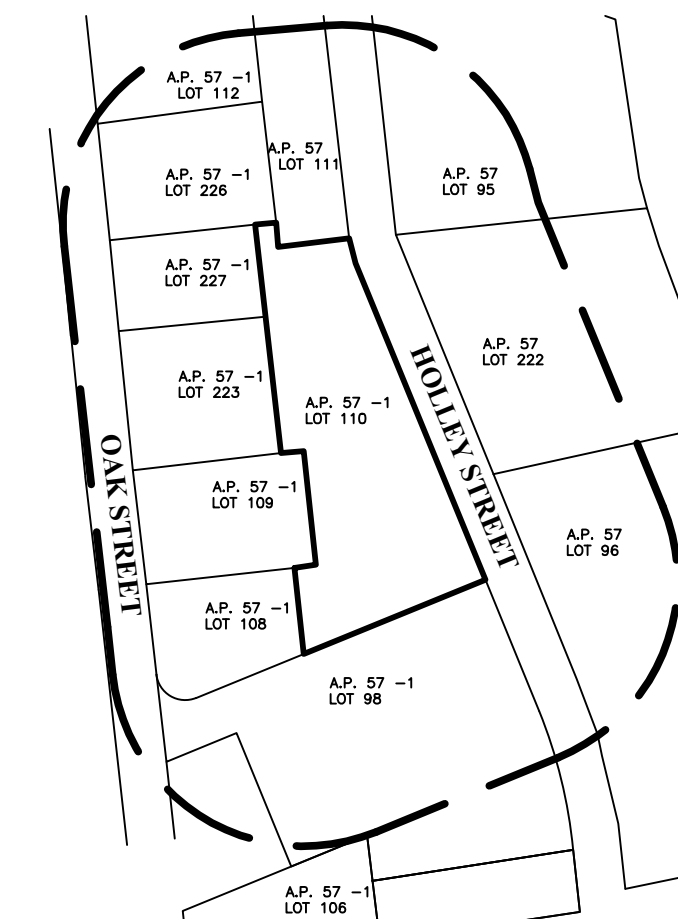 A.P. 57 -1
LOT 112
A.P. 57
LOT 111
A.P. 57 -1
LOT 226
A.P. 57
LOT 95
A.P. 57 -1
LOT 227
A.P. 57
LOT 222
A.P. 57 -1
LOT 223
A.P. 57 -1
LOT 110
HOLLEY STREET
OAK STREET
A.P. 57 -1
LOT 109
A.P. 57
LOT 96
A.P. 57 -1
LOT 108
A.P. 57 -1
LOT 98
A.P. 57 -1
LOT 106